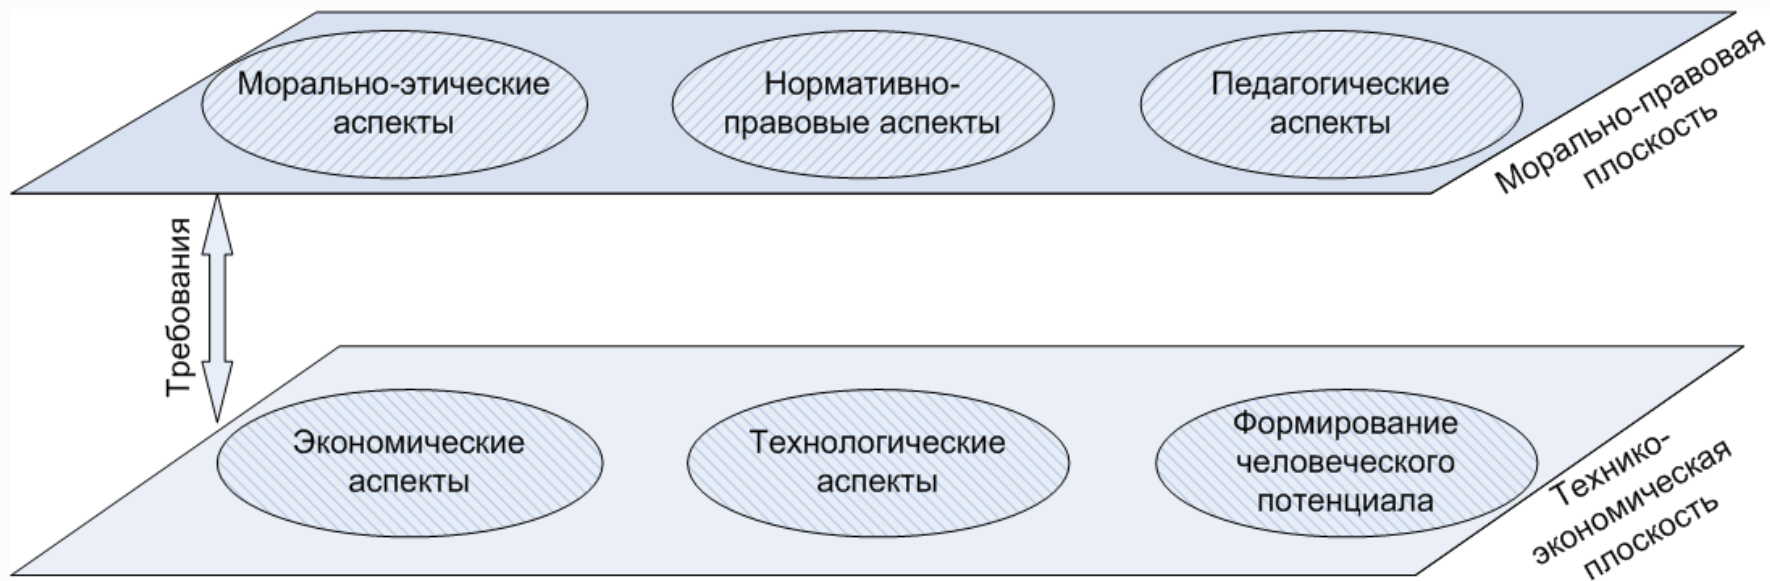 Морально-этические
аспекты
Нормативно-
правовые аспекты
Педагогические
аспекты
Морально-правовая
плоскость
Требования
Экономические
аспекты
Технологические
аспекты
Формирование
человеческого
потенциала
Технико-
экономическая
плоскость